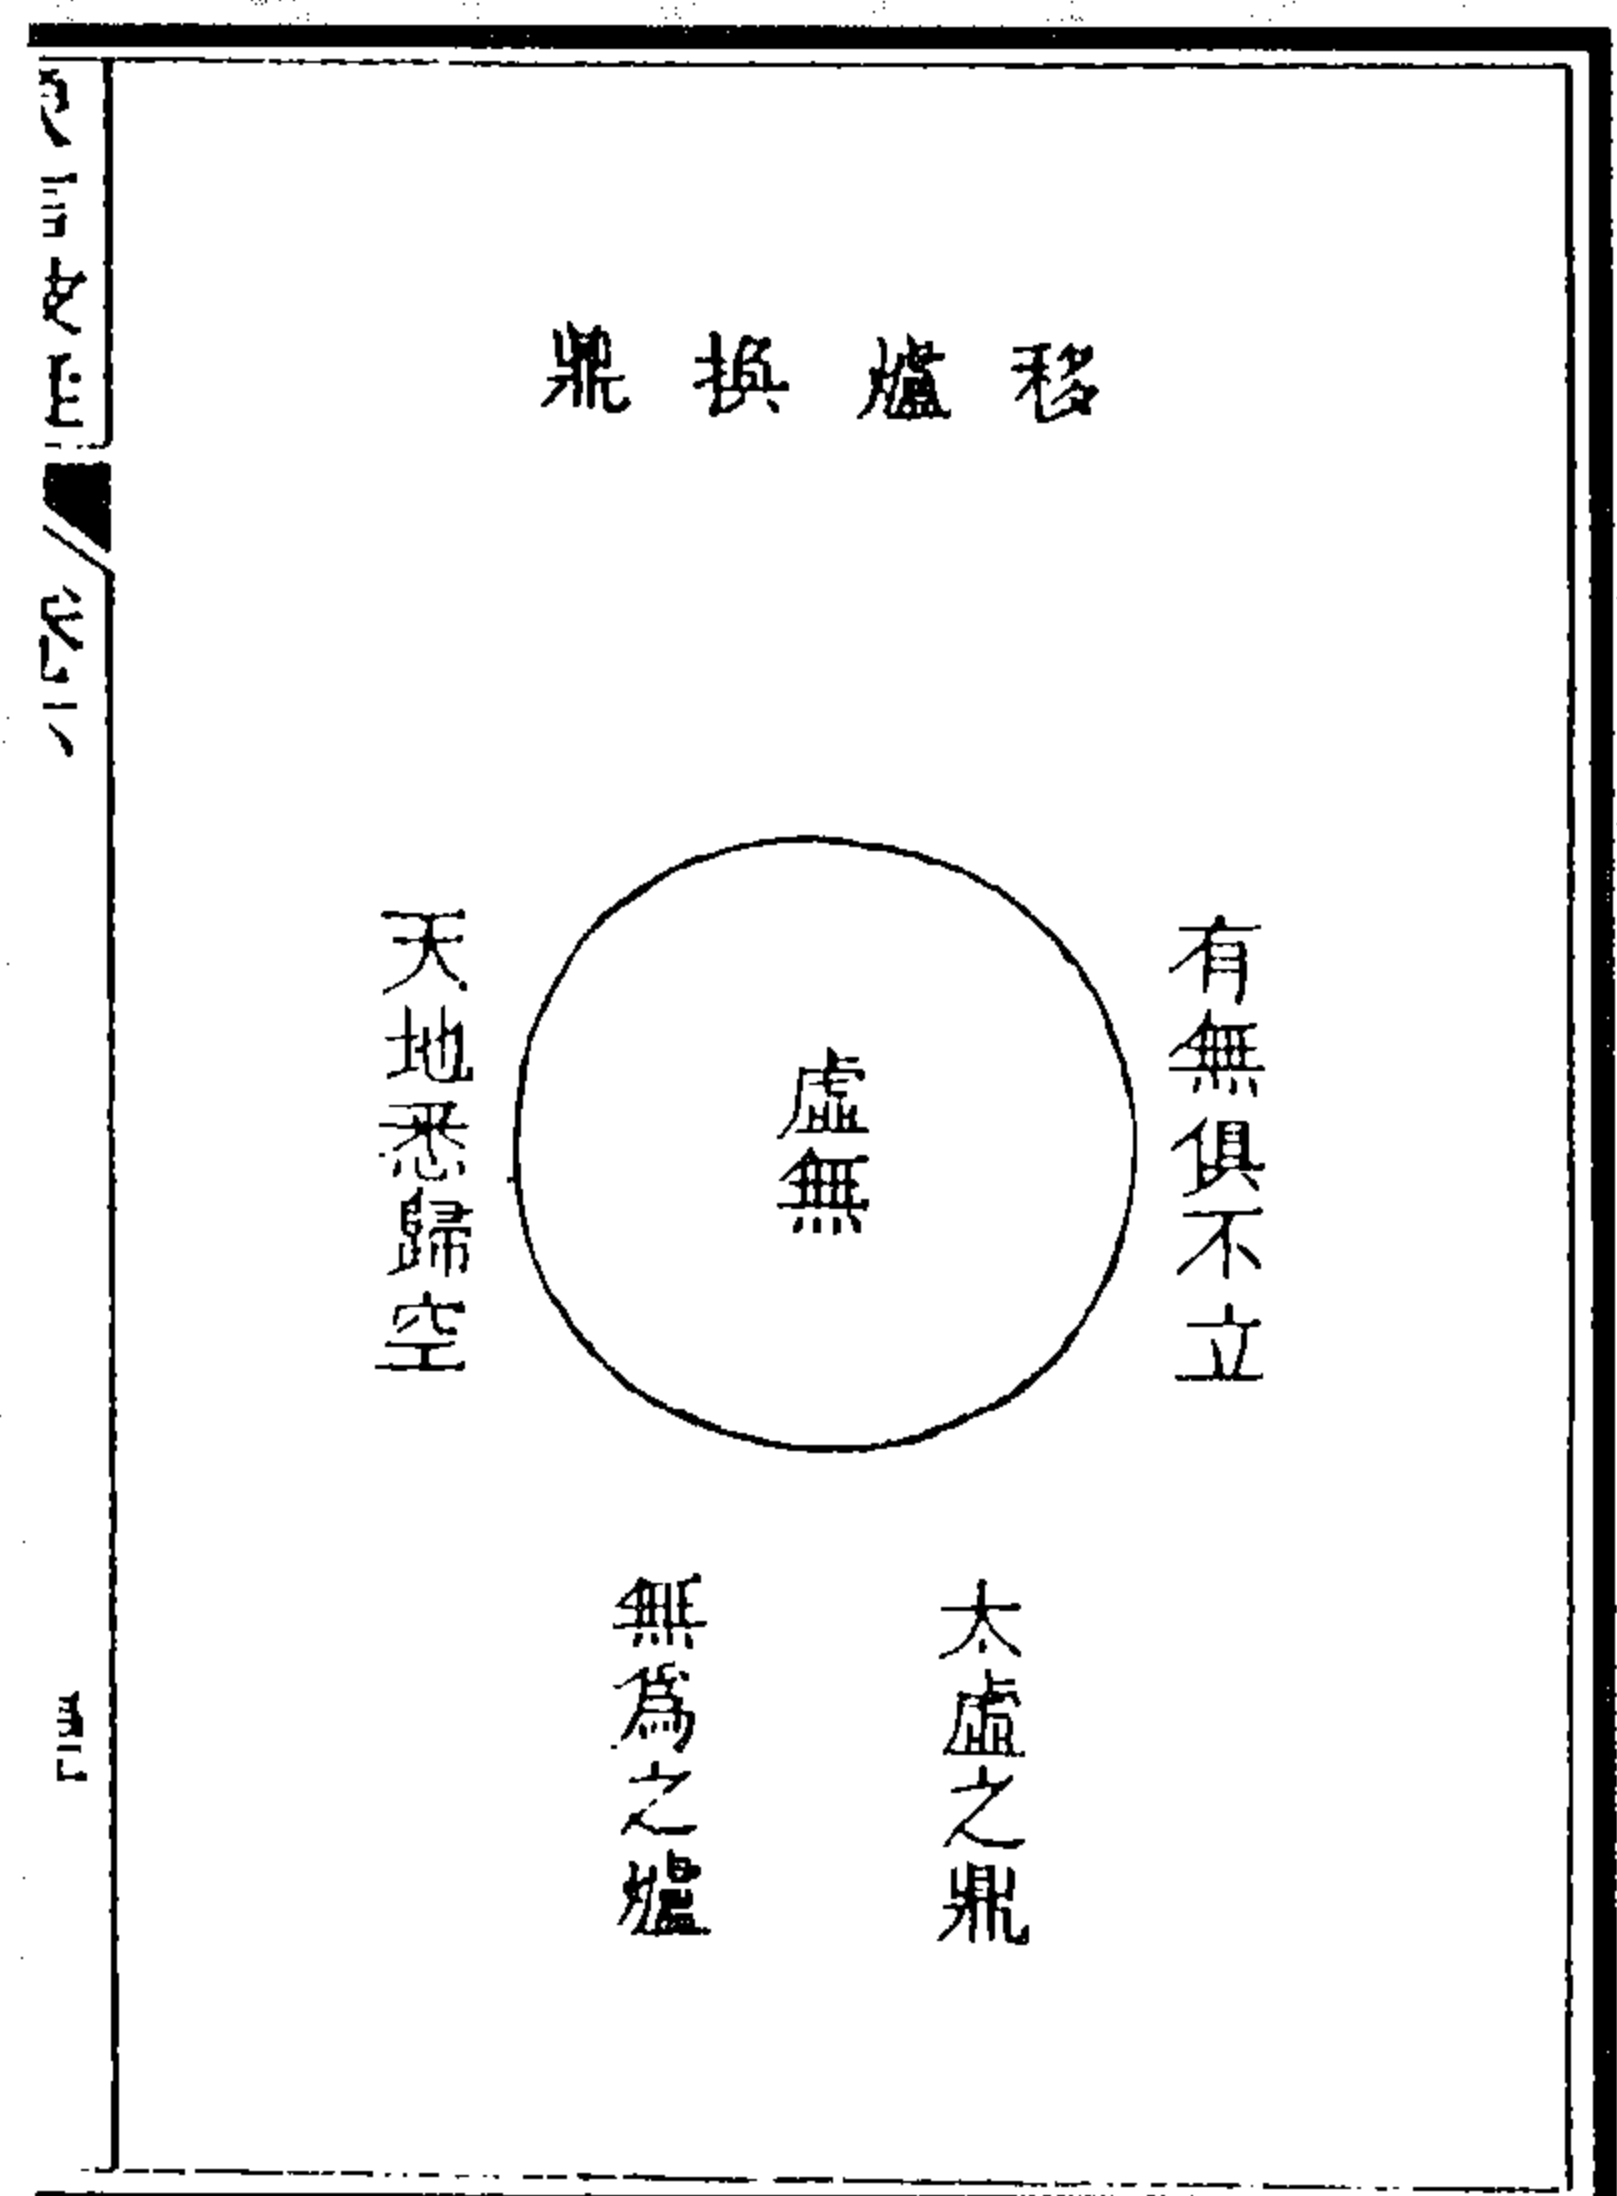 移爐換鼎
有無俱不立
虛無
天地悉歸空
太虛之鼎
無為之爐